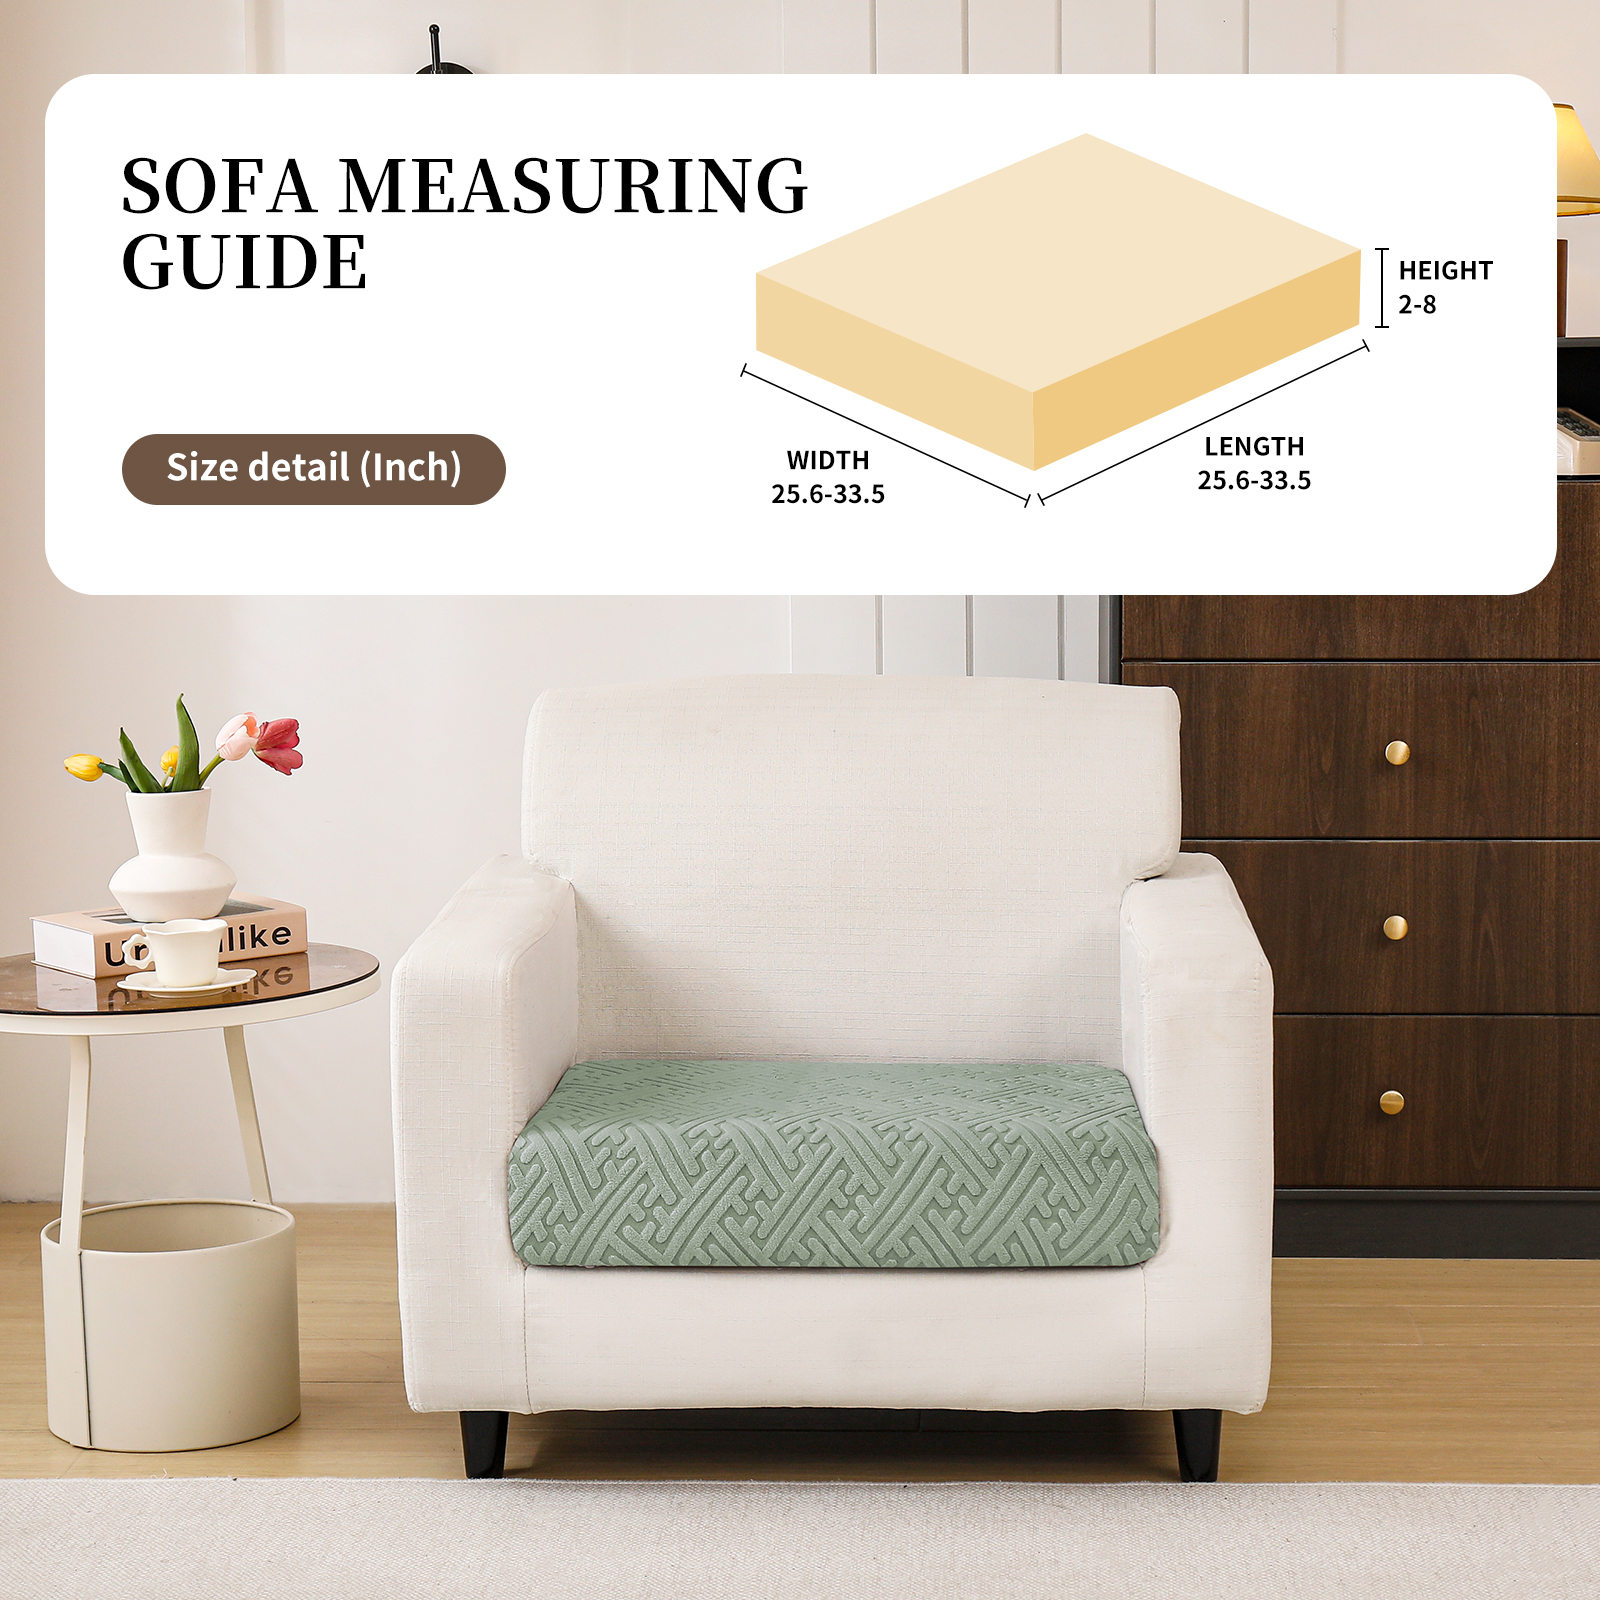 SOFA MEASURING
GUIDE
Size detail (Inch)
HEIGHT
2-8
WIDTH
25.6-33.5
LENGTH
25.6-33.5
like